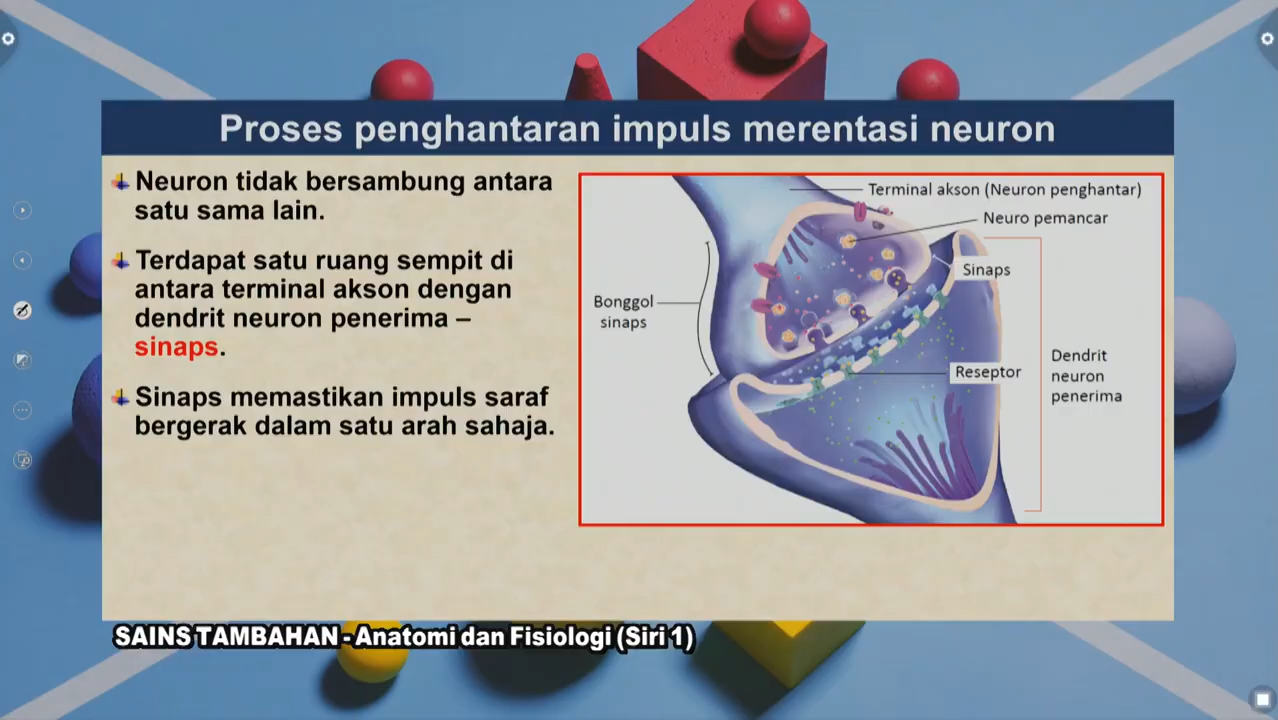 Proses penghantaran impuls merentasi neuron
Neuron tidak bersambung antara
satu sama lain.
Terdapat satu ruang sempit di
antara terminal akson dengan
dendrit neuron penerima –
sinaps.
Sinaps memastikan impuls saraf
bergerak dalam satu arah sahaja.
Terminal akson (Neuron penghantar)
Neuro pemancar
Sinaps
Bonggol
sinaps
Reseptor
Dendrit
neuron
penerima
SAINS TAMBAHAN - Anatomi dan Fisiologi (Siri 1)